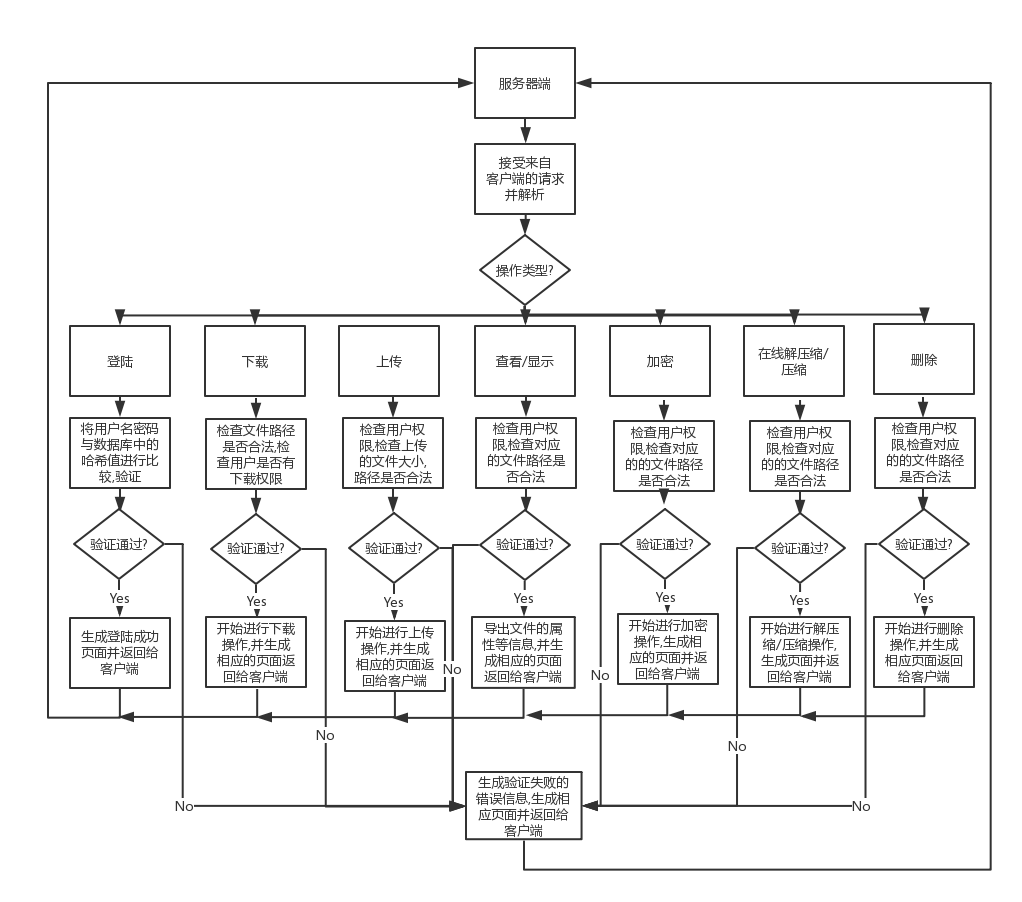 服务器端
接受来自
客户端的请求
并解析
操作类型?
登陆
下载
上传
查看/显示
加密
在线解压缩/
压缩
删除
将用户名密码
与数据库中的
哈希值进行比
较,验证
检查文件路径
是否合法,检
查用户是否有
下载权限
检查用户权
限,检查上传
的文件大小,
路径是否合法
检查用户权
限,检查对应
的文件路径是
否合法
检查用户权
限,检查对应
的的文件路径
是否合法
检查用户权
限,检查对应
的的文件路径
是否合法
检查用户权
限,检查对应
的的文件路径
是否合法
验证通过?
验证通过?
验证通过?
验证通过?
验证通过?
验证通过?
验证通过?
Yes
Yes
Yes
Yes
Yes
Yes
Yes
生成登陆成功
页面并返回给
客户端
开始进行下载
操作,并生成
相应的页面返
回给客户端
开始进行上传
操作,并生成
相应的页面返
回给客户端
导出文件的属
性等信息,并生
成相应的页面
返回给客户端
开始进行加密
操作,生成相
应的页面并返
回给客户端
开始进行解压
缩/压缩操作,
生成页面并返
回给客户端
开始进行删除
操作,并生成
相应页面返回
给客户端
No
No
No
No
No
No
生成验证失败的
错误信息,生成相
应页面并返回给
客户端